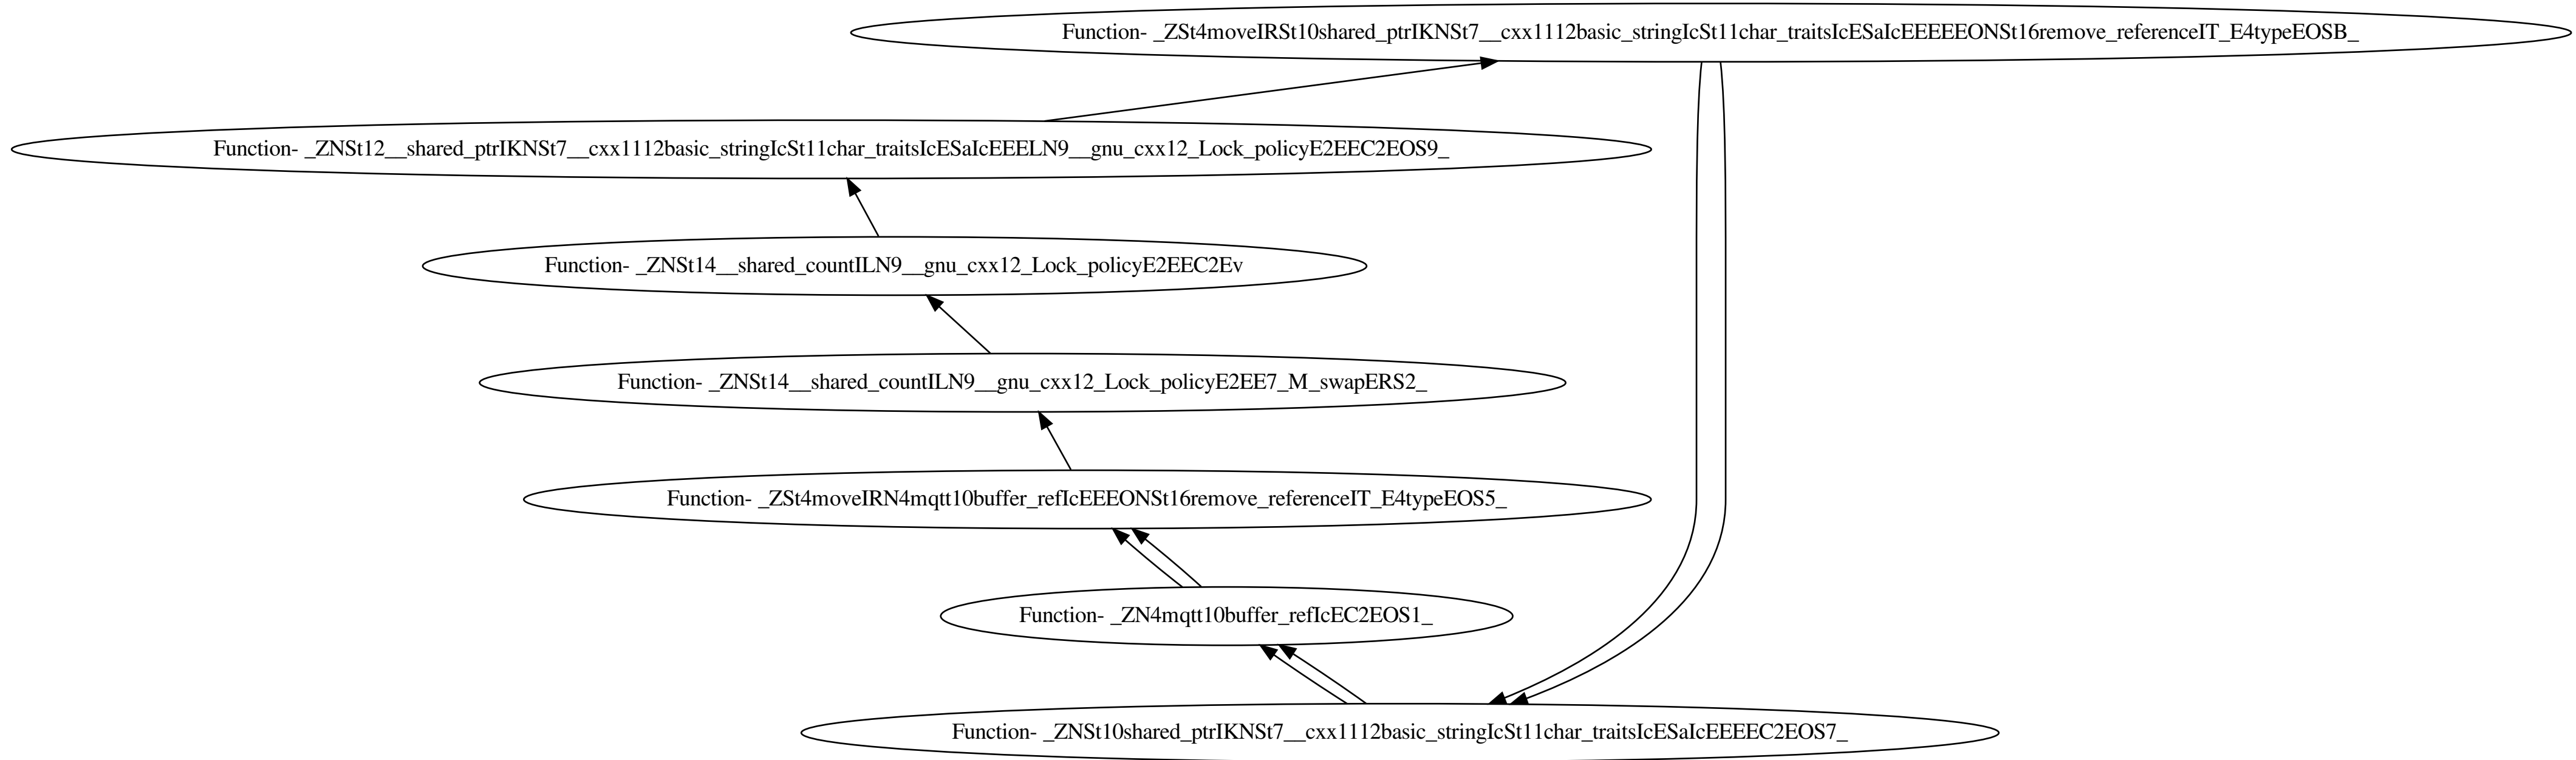 Function- _ZSt4moveIRSt10shared_ptrIKNSt7__cxx1112basic_stringIcSt11char_traitsIcESaIcEEEEEONSt16remove_referenceIT_E4typeEOSB_
Function- _ZNSt12__shared_ptrIKNSt7__cxx1112basic_stringIcSt11char_traitsIcESaIcEEELN9__gnu_cxx12_Lock_policyE2EEC2EOS9_
Function- _ZNSt14__shared_countILN9__gnu_cxx12_Lock_policyE2EEC2Ev
Function- _ZNSt14__shared_countILN9__gnu_cxx12_Lock_policyE2EE7_M_swapERS2_
Function- _ZSt4moveIRN4mqtt10buffer_refIcEEEONSt16remove_referenceIT_E4typeEOS5_
Function- _ZN4mqtt10buffer_refIcEC2EOS1_
Function- _ZNSt10shared_ptrIKNSt7__cxx1112basic_stringIcSt11char_traitsIcESaIcEEEEC2EOS7_